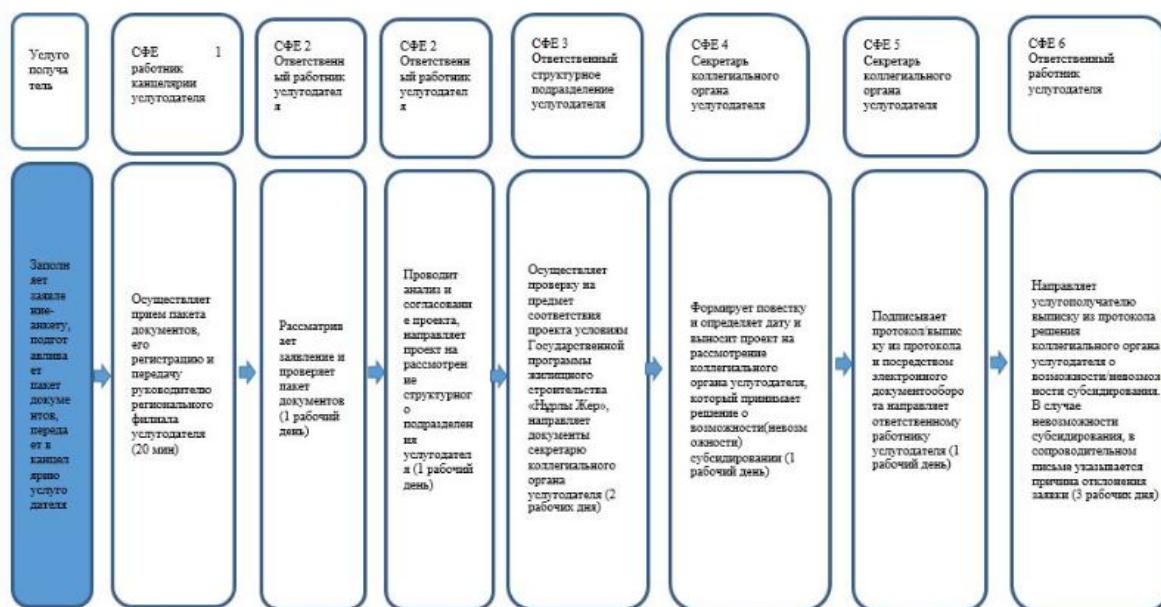 Услуго
получа
тель
СФЕ 1
работник
канцелярии
услугодателя
СФЕ 2
Ответствен
ный работник
услугодател
я
СФЕ 2
Ответствен
ный работник
услугодател
я
СФЕ 3
Ответственный
структурное
подразделение
услугодателя
СФЕ 4
Секретарь
коллегиального
органа
услугодателя
СФЕ 5
Секретарь
коллегиального
органа
услугодателя
СФЕ 6
Ответственный
работник
услугодателя
Заполн
яет
заявле
ние-
анкету,
подгот
авливае
т пакет
докуме
нтов,
переда
ет в
канцел
ярию
услуго
дателя
Осуществляет
прием пакета
документов,
его
регистрацию и
передачу
руководителю
регионального
филиала
услугодателя
(20 мин)
Рассматрив
ает
заявление и
проверяет
пакет
документов
(1 рабочий
день)
Проводит
анализ и
согласовани
е проекта,
направляет
проект на
рассмотрен
ие
структурног
о
подразделен
ия
услугодател
я (1 рабочий
день)
Осуществляет
проверку на
предмет
соответствия
проекта условиям
Государственной
программы
жилищного
строительства
«Нұрлы Жер»,
направляет
документы
секретарю
коллегиального
органа
услугодателя (2
рабочих дня)
Формирует повестку
и определяет дату и
выносит проект на
рассмотрение
коллегиального
органа услугодателя,
который принимает
решение о
возможности(невозм
ожности)
субсидировании (1
рабочий день)
Подписывает
протокол/выпис
ку из протокола
и посредством
электронного
документооборо
та направляет
ответственному
работнику
услугодателя (1
рабочий день)
Направляет
услугополучателю
выписку из протокола
решения
коллегиального органа
услугодателя о
возможности/невозмож
ности субсидирования.
В случае
невозможности
субсидирования, в
сопроводительном
письме указывается
причина отклонения
заявки (3 рабочих дня)